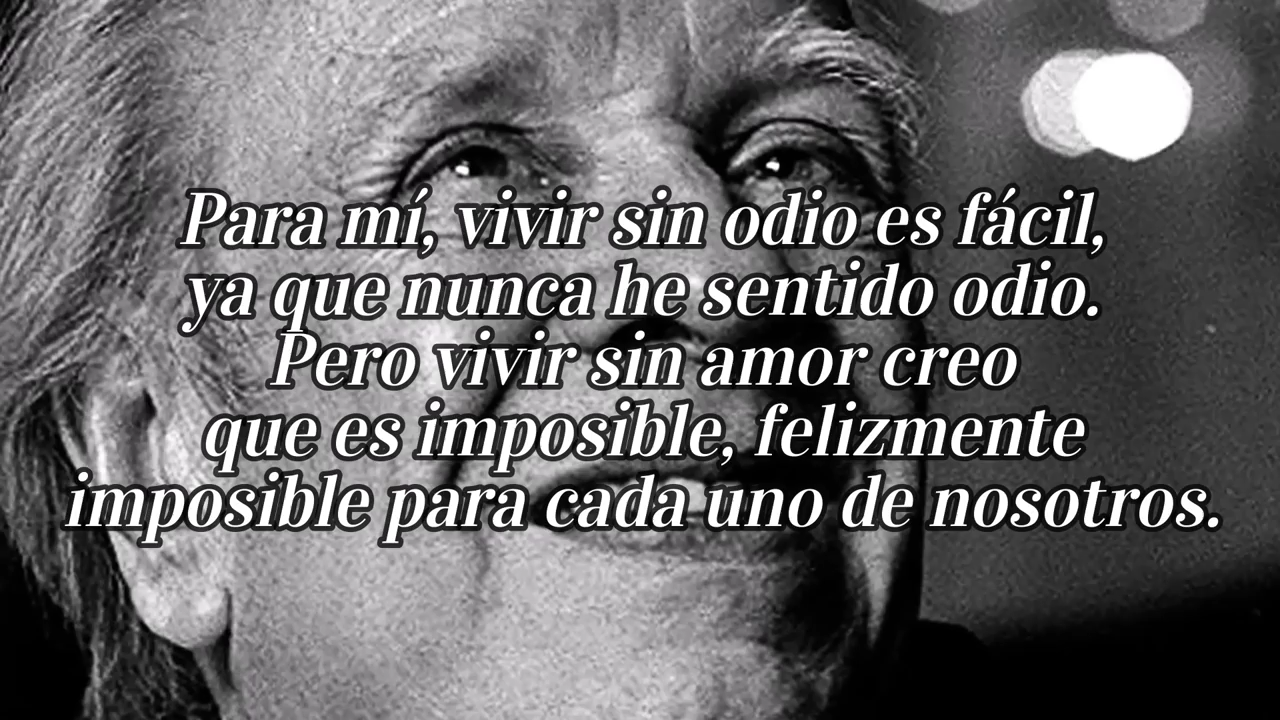 Para mí, vivir sin odio es fácil,
ya que nunca he sentido odio.
Pero vivir sin amor creo
que es imposible, felizmente
imposible para cada uno de nosotros.